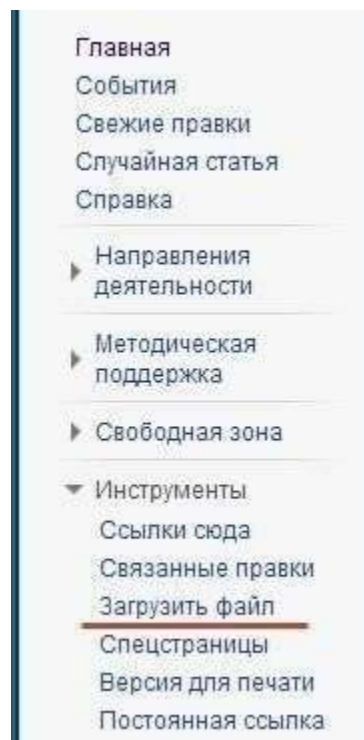 Главная
События
Свежие правки
Случайная статья
Справка
Направления
деятельности
Методическая
поддержка
Свободная зона
Инструменты
Ссылки сюда
Связанные правки
Загрузить файл
Спецстраницы
Версия для печати
Постоянная ссылка